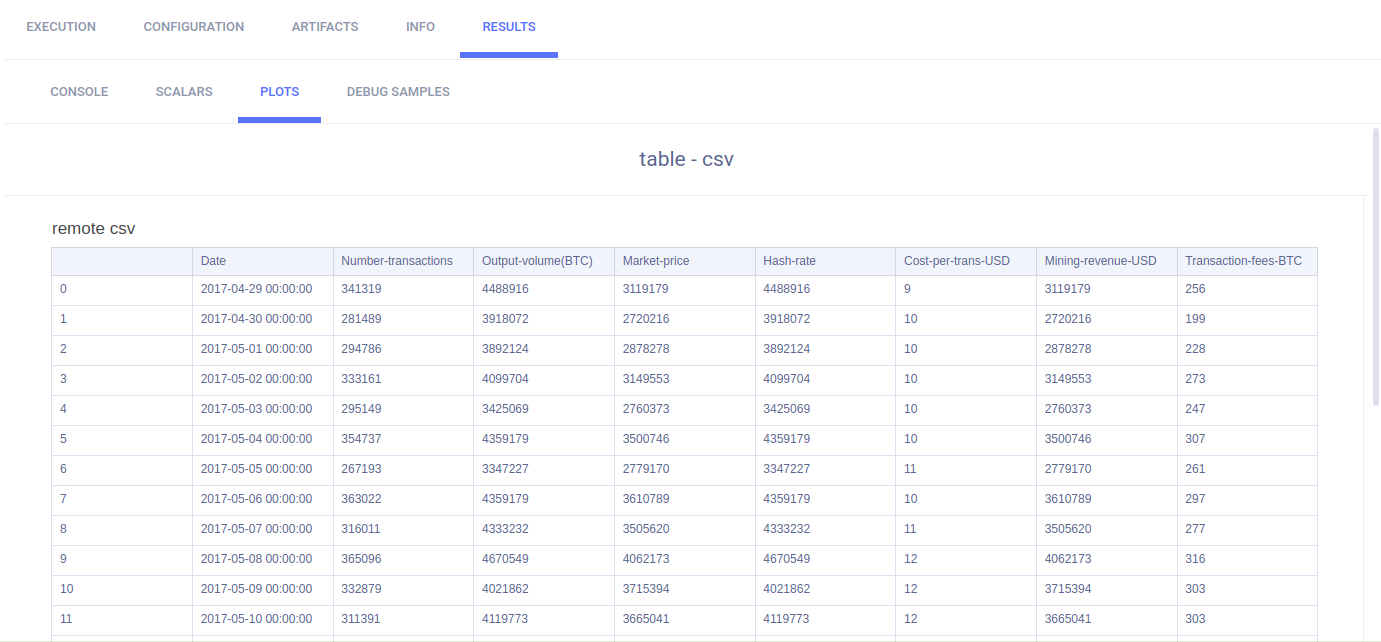 EXECUTION CONFIGURATION ARTIFACTS INFO RESULTS
CONSOLE SCALARS PLOTS DEBUG SAMPLES
table - csv
remote csv
Date Number-transactions Output-volume(BTC) Market-price Hash-rate Cost-per-trans-USD Mining-revenue-USD Transaction-fees-BTC
0 2017-04-29 00:00:00 341319 4488916 3119179 4488916 9 3119179 256
1 2017-04-30 00:00:00 281489 3918072 2720216 3918072 10 2720216 199
2 2017-05-01 00:00:00 294786 3892124 2878278 3892124 10 2878278 228
3 2017-05-02 00:00:00 333161 4099704 3149553 4099704 10 3149553 273
4 2017-05-03 00:00:00 295149 3425069 2760373 3425069 10 2760373 247
5 2017-05-04 00:00:00 354737 4359179 3500746 4359179 10 3500746 307
6 2017-05-05 00:00:00 267193 3347227 2779170 3347227 11 2779170 261
7 2017-05-06 00:00:00 363022 4359179 3610789 4359179 10 3610789 297
8 2017-05-07 00:00:00 316011 4333232 3505620 4333232 11 3505620 277
9 2017-05-08 00:00:00 365096 4670549 4062173 4670549 12 4062173 316
10 2017-05-09 00:00:00 332879 4021862 3715394 4021862 12 3715394 303
11 2017-05-10 00:00:00 311391 4119773 3665041 4119773 12 3665041 303